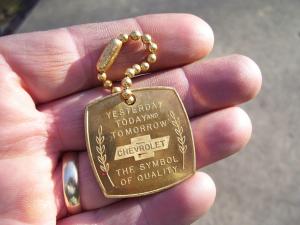 YESTERDAY
TODAY AND
TOMORROW
CHEVROLET
THE SYMBOL
OF QUALITY